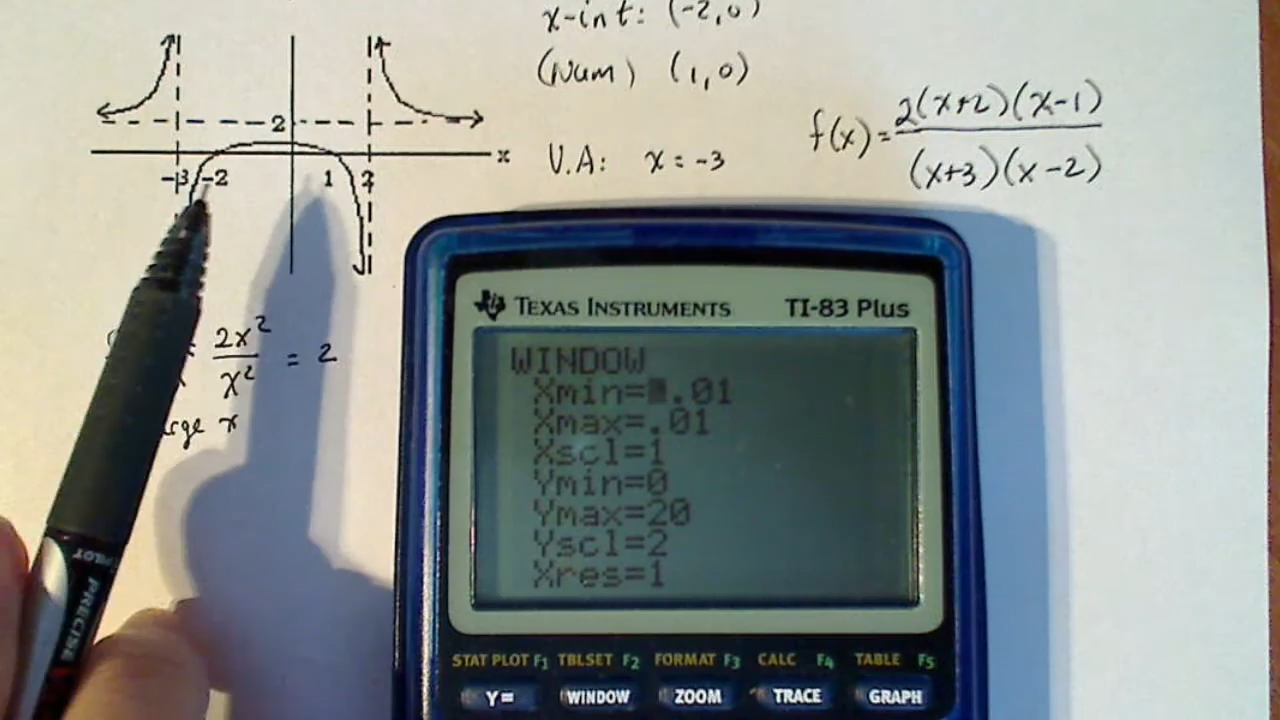 x-int: (-2,0)
(Num) (1,0)
V.A: x = -3
f(x)= 2(x+2)(x-1)
(x+3)(x-2)
2
x
-3 -2 1 2
2x²
x² = 2
x
TEXAS INSTRUMENTS TI-83 Plus
WINDOW
Xmin=.01
Xmax=.01
Xscl=1
Ymin=0
Ymax=20
Yscl=2
Xres=1
STAT PLOT F1 TBLSET F2 FORMAT F3 CALC F4 TABLE F5
Y= WINDOW ZOOM TRACE GRAPH
PILOT
PRECISE